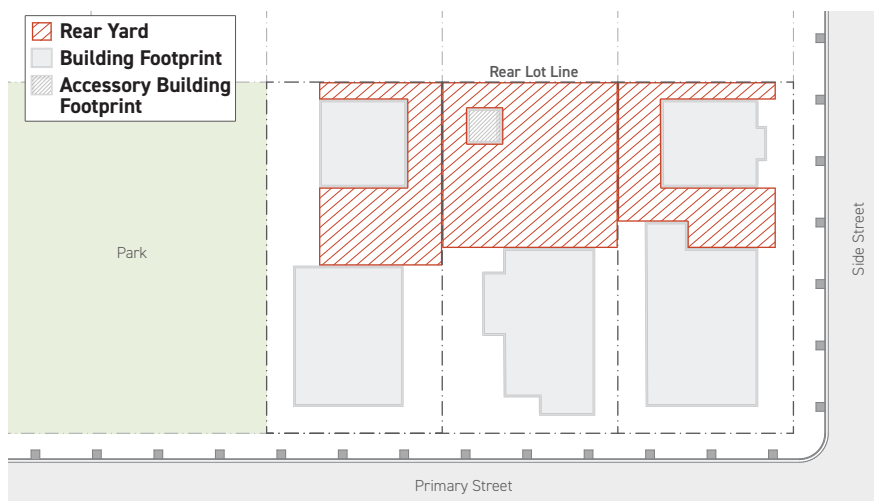 Rear Yard
Building Footprint
Accessory Building
Footprint
Rear Lot Line
Park
Side Street
Primary Street